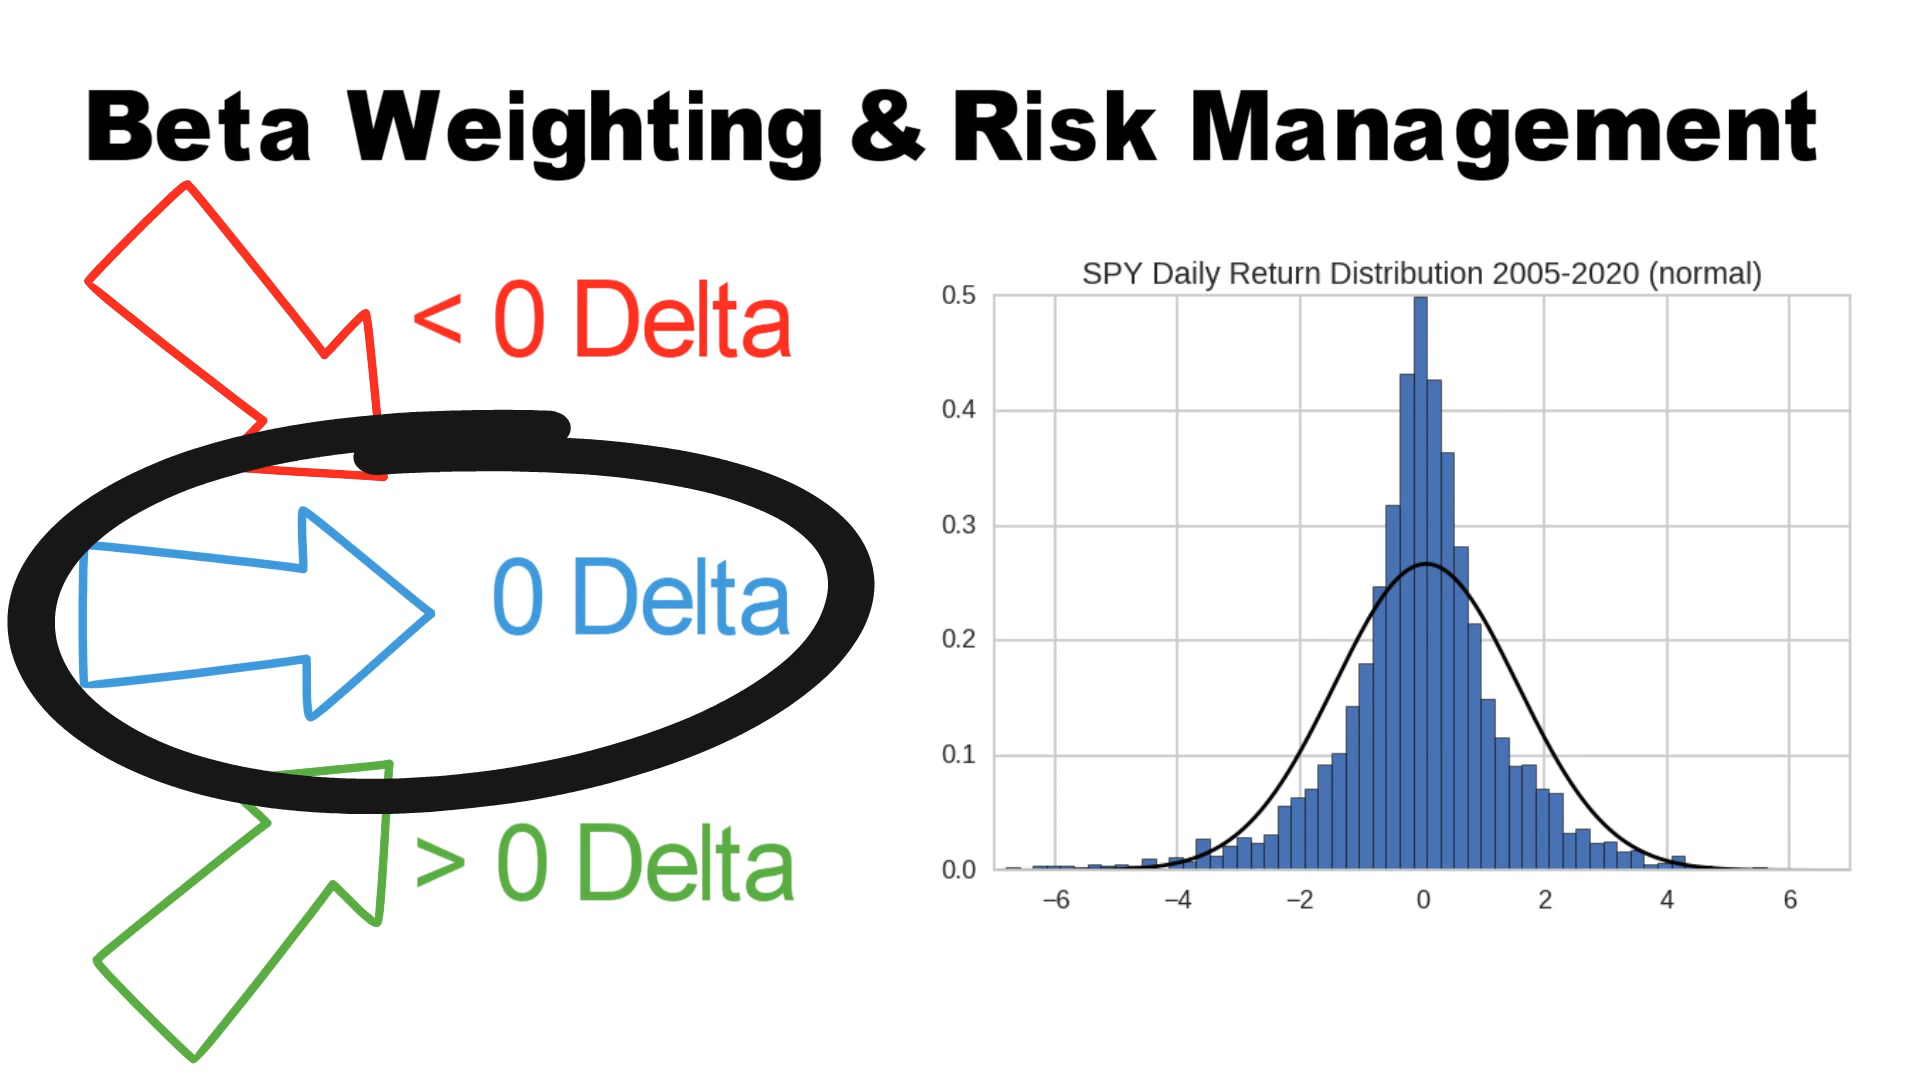 Beta Weighting & Risk Management
< 0 Delta
0 Delta
> 0 Delta
SPY Daily Return Distribution 2005-2020 (normal)
0.5
0.4
0.3
0.2
0.1
0.0
−6 −4 −2 0 2 4 6